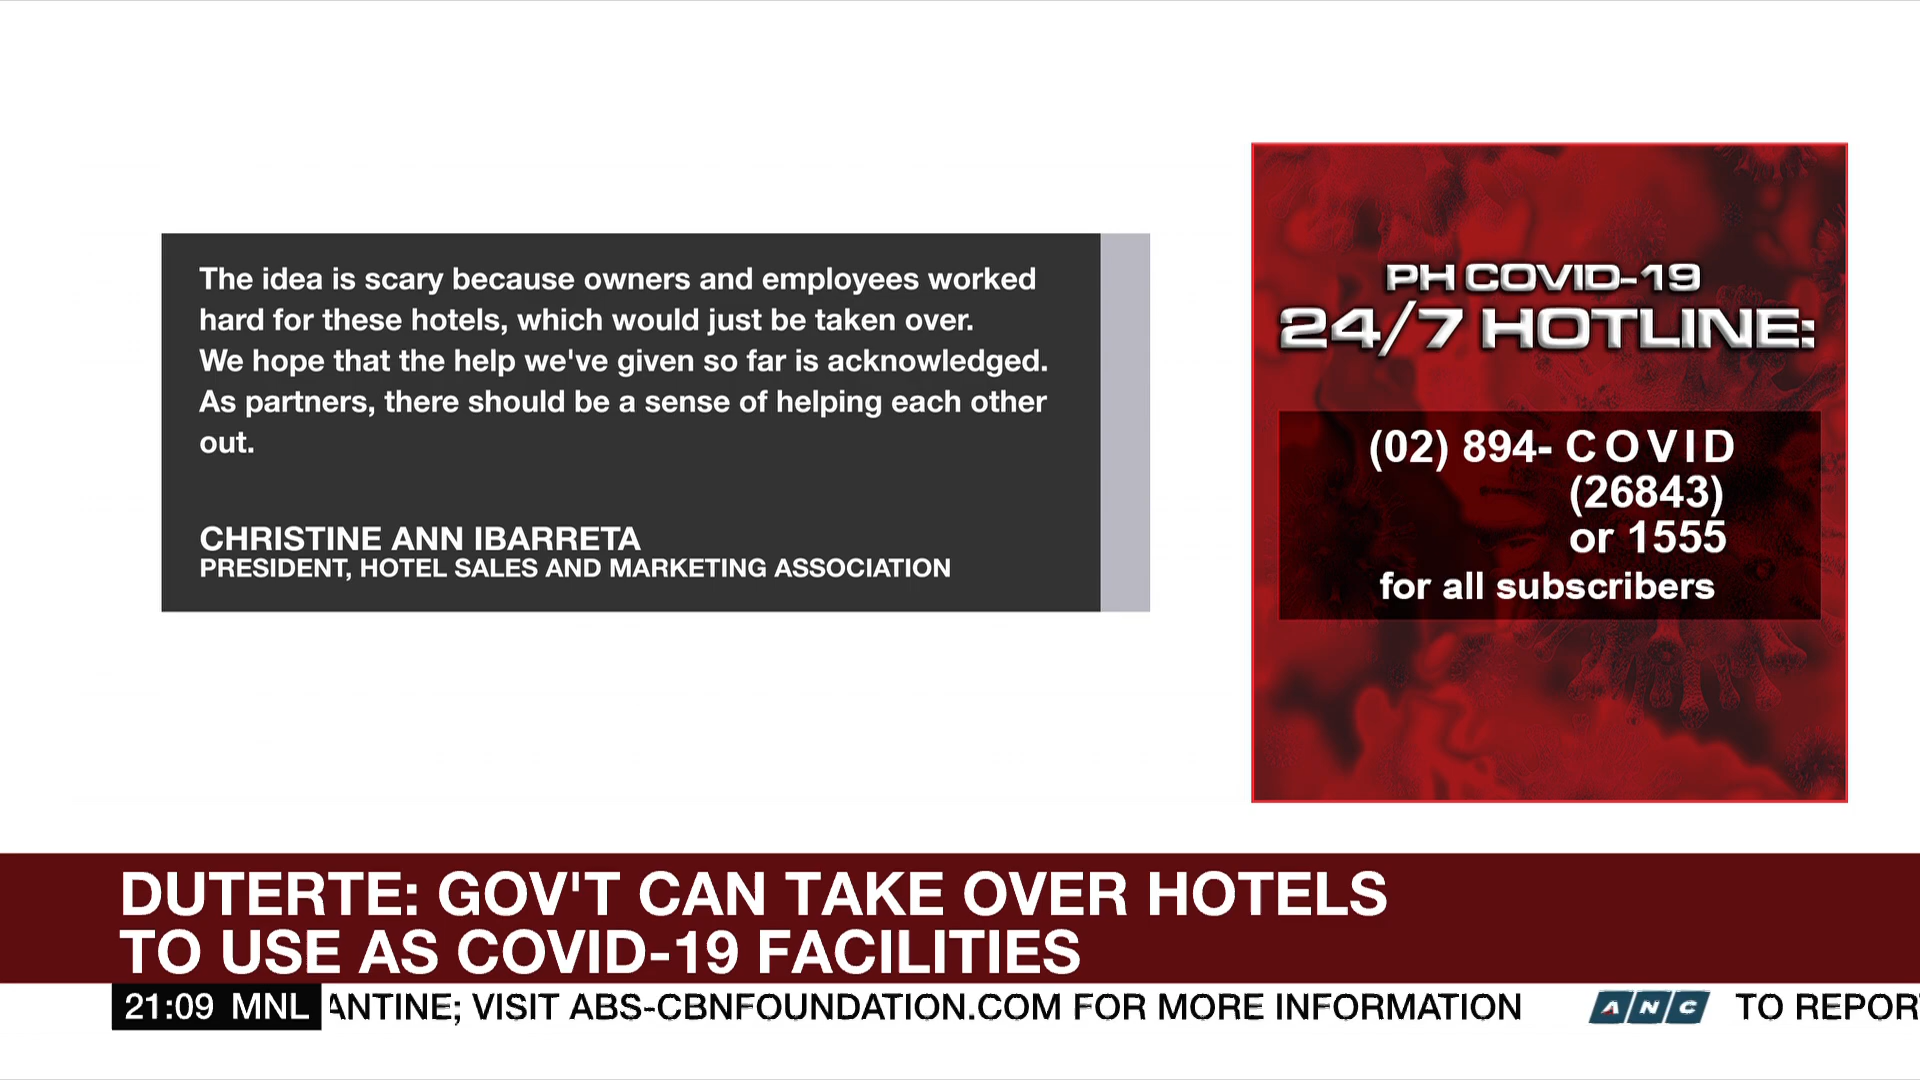 The idea is scary because owners and employees worked
hard for these hotels, which would just be taken over.
We hope that the help we've given so far is acknowledged.
As partners, there should be a sense of helping each other
out.
CHRISTINE ANN IBARRETA
PRESIDENT, HOTEL SALES AND MARKETING ASSOCIATION
PH COVID-19
24/7 HOTLINE:
(02) 894- COVID
(26843)
or 1555
for all subscribers
DUTERTE: GOV'T CAN TAKE OVER HOTELS
TO USE AS COVID-19 FACILITIES
21:09 MNL ANTINE; VISIT ABS-CBNFOUNDATION.COM FOR MORE INFORMATION ANC TO REPOR